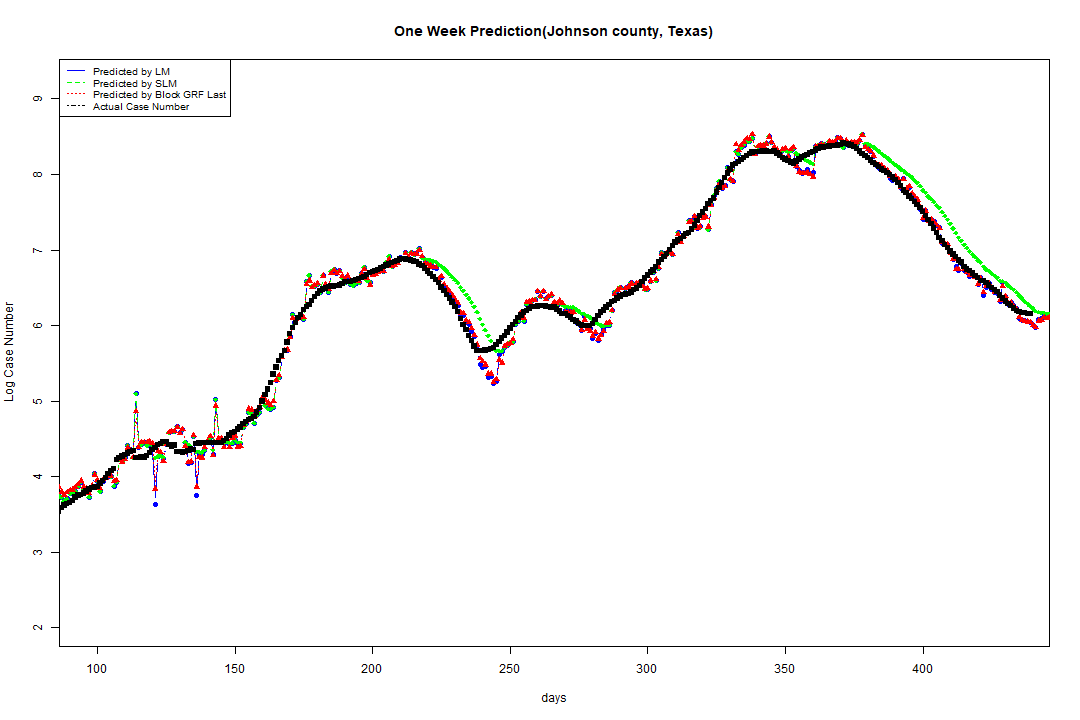 One Week Prediction(Johnson county, Texas)
Predicted by LM
Predicted by SLM
Predicted by Block GRF Last
Actual Case Number
9
8
7
6
5
4
3
2
Log Case Number
100 150 200 250 300 350 400
days